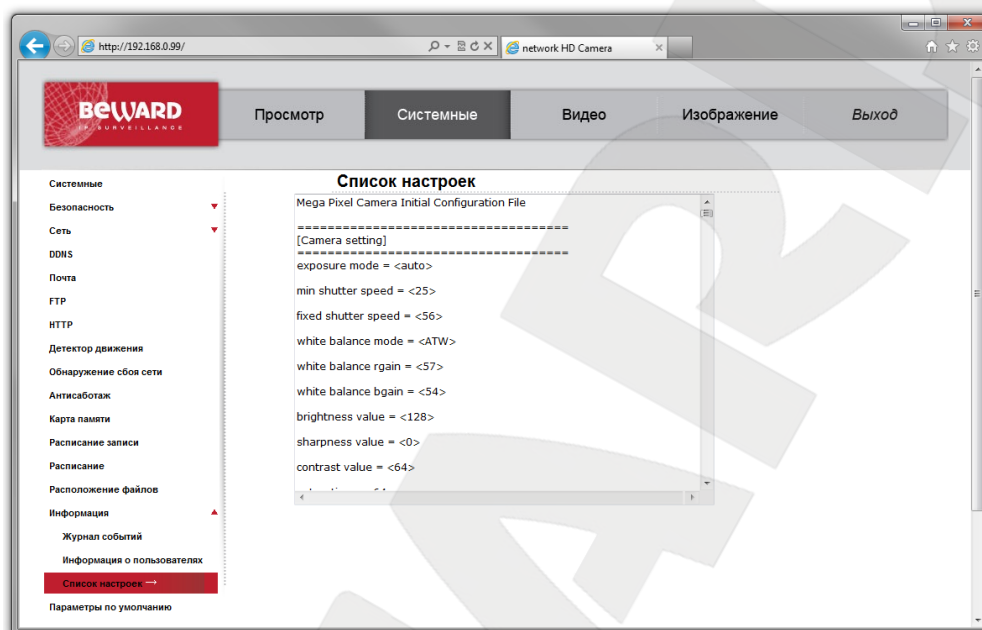 http://192.168.0.99/
network HD Camera
BEWARD
IP SURVEILLANCE
Просмотр
Системные
Видео
Изображение
Выход
Системные
Безопасность
Сеть
DDNS
Почта
FTP
HTTP
Детектор движения
Обнаружение сбоя сети
Антисаботаж
Карта памяти
Расписание записи
Расписание
Расположение файлов
Информация
Журнал событий
Информация о пользователях
Список настроек →
Параметры по умолчанию
Список настроек
Mega Pixel Camera Initial Configuration File
=====================================
[Camera setting]
=====================================
exposure mode = <auto>
min shutter speed = <25>
fixed shutter speed = <56>
white balance mode = <ATW>
white balance rgain = <57>
white balance bgain = <54>
brightness value = <128>
sharpness value = <0>
contrast value = <64>